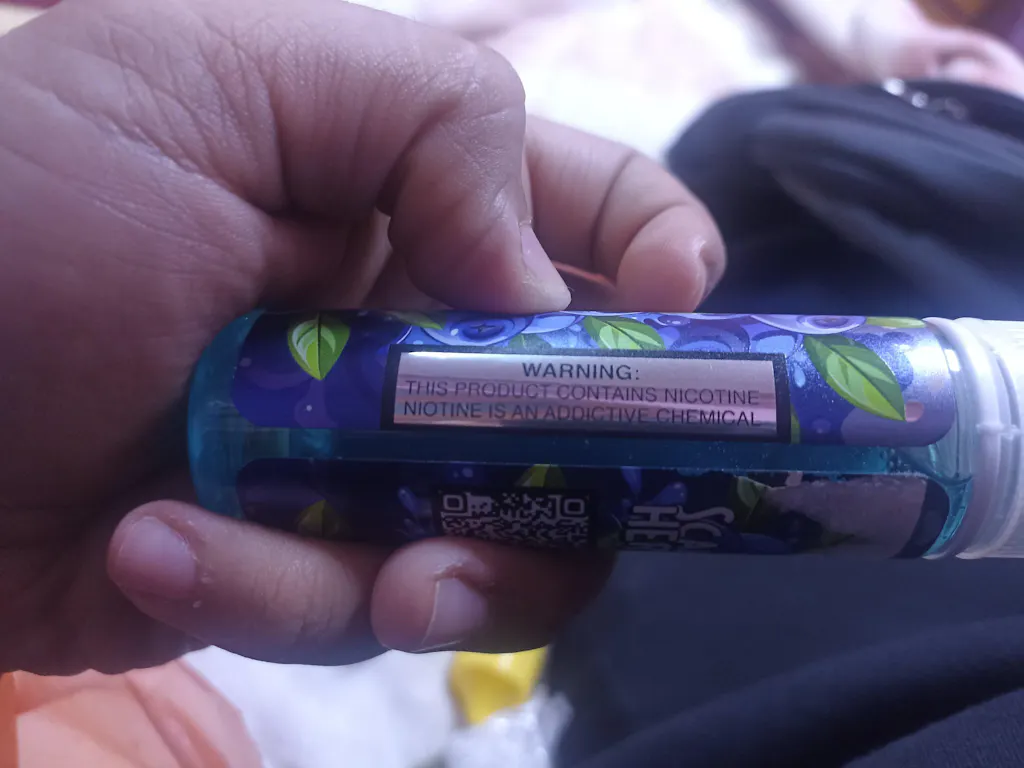 WARNING:
THIS PRODUCT CONTAINS NICOTINE
NIOTINE IS AN ADDICTIVE CHEMICAL